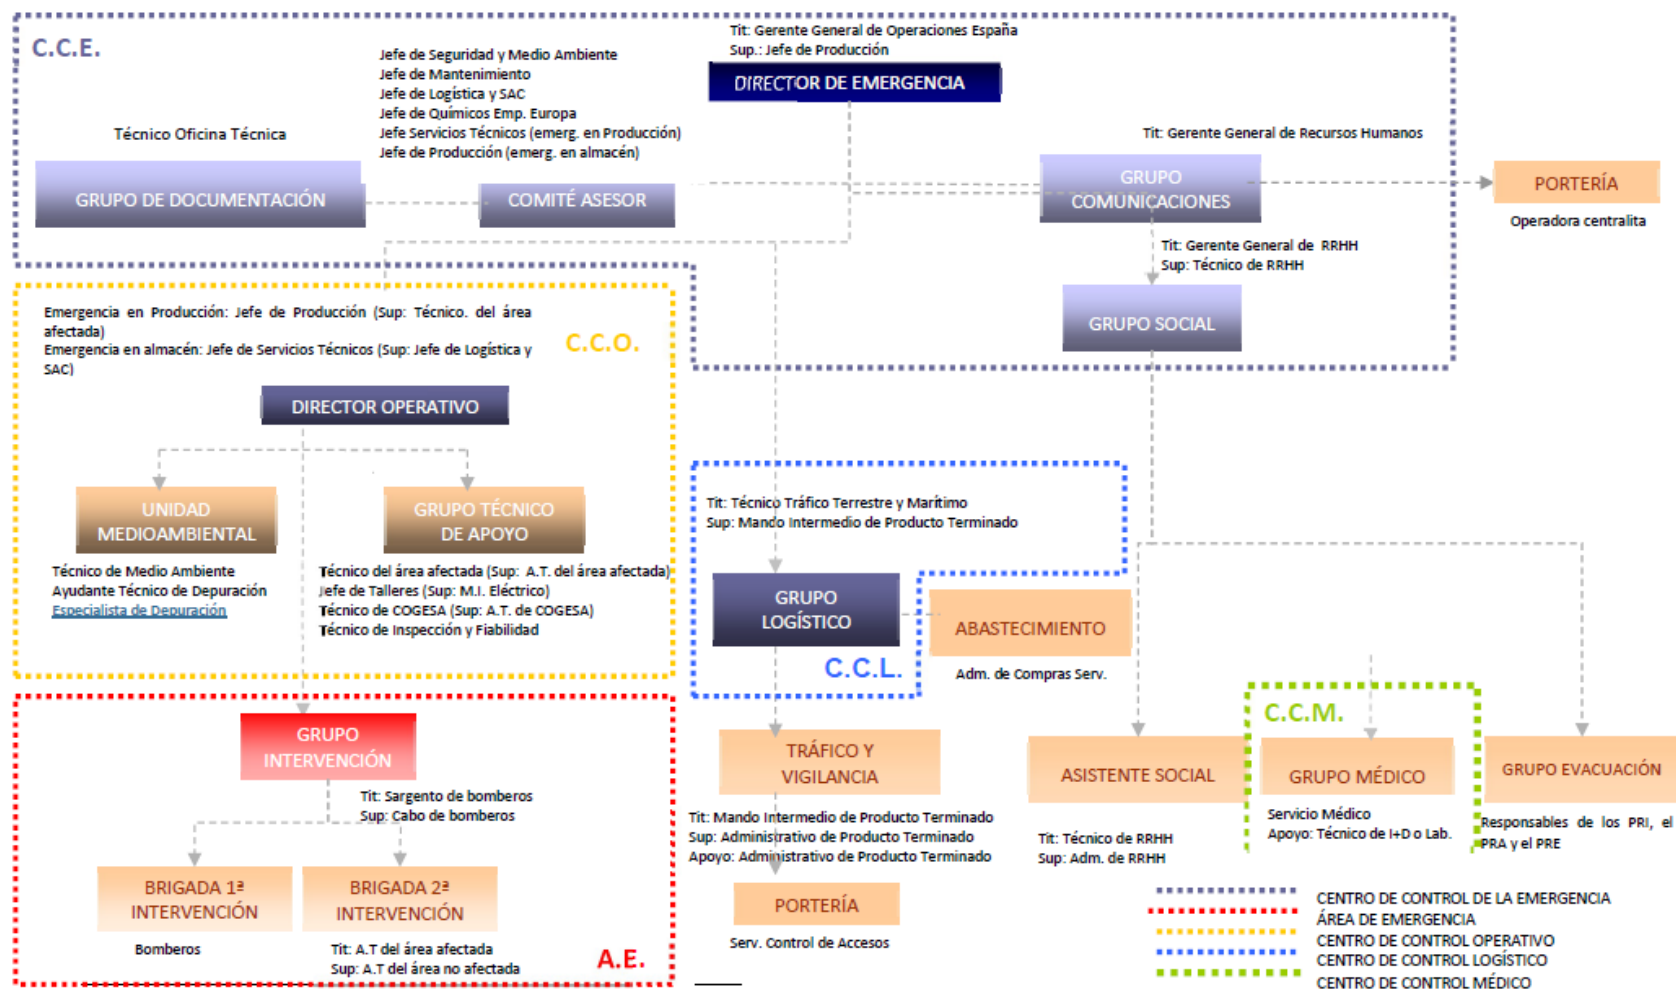 C.C.E.
Tit: Gerente General de Operaciones España
Sup.: Jefe de Producción
DIRECTOR DE EMERGENCIA
Jefe de Seguridad y Medio Ambiente
Jefe de Mantenimiento
Jefe de Logística y SAC
Jefe de Químicos Emp. Europa
Jefe Servicios Técnicos (emerg. en Producción)
Jefe de Producción (emerg. en almacén)
Técnico Oficina Técnica
GRUPO DE DOCUMENTACIÓN
COMITÉ ASESOR
Tit: Gerente General de Recursos Humanos
GRUPO
COMUNICACIONES
PORTERÍA
Operadora centralita
Tit: Gerente General de RRHH
Sup: Técnico de RRHH
GRUPO SOCIAL
Emergencia en Producción: Jefe de Producción (Sup: Técnico. del área
afectada)
Emergencia en almacén: Jefe de Servicios Técnicos (Sup: Jefe de Logística y
SAC)
C.C.O.
DIRECTOR OPERATIVO
UNIDAD
MEDIOAMBIENTAL
Técnico de Medio Ambiente
Ayudante Técnico de Depuración
Especialista de Depuración
GRUPO TÉCNICO
DE APOYO
Técnico del área afectada (Sup: A.T. del área afectada)
Jefe de Talleres (Sup: M.I. Eléctrico)
Técnico de COGESA (Sup: A.T. de COGESA)
Técnico de Inspección y Fiabilidad
Tit: Técnico Tráfico Terrestre y Marítimo
Sup: Mando Intermedio de Producto Terminado
GRUPO
LOGÍSTICO
C.C.L.
ABASTECIMIENTO
Adm. de Compras Serv.
GRUPO
INTERVENCIÓN
Tit: Sargento de bomberos
Sup: Cabo de bomberos
BRIGADA 1ª
INTERVENCIÓN
Bomberos
BRIGADA 2ª
INTERVENCIÓN
Tit: A.T del área afectada
Sup: A.T del área no afectada
A.E.
TRÁFICO Y
VIGILANCIA
Tit: Mando Intermedio de Producto Terminado
Sup: Administrativo de Producto Terminado
Apoyo: Administrativo de Producto Terminado
PORTERÍA
Serv. Control de Accesos
ASISTENTE SOCIAL
Tit: Técnico de RRHH
Sup: Adm. de RRHH
C.C.M.
GRUPO MÉDICO
Servicio Médico
Apoyo: Técnico de I+D o Lab.
GRUPO EVACUACIÓN
Responsables de los PRI, el
PRA y el PRE
CENTRO DE CONTROL DE LA EMERGENCIA
ÁREA DE EMERGENCIA
CENTRO DE CONTROL OPERATIVO
CENTRO DE CONTROL LOGÍSTICO
CENTRO DE CONTROL MÉDICO